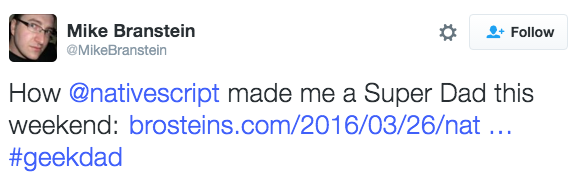 Mike Branstein
@MikeBranstein
Follow
How @nativescript made me a Super Dad this
weekend: brosteins.com/2016/03/26/nat …
#geekdad